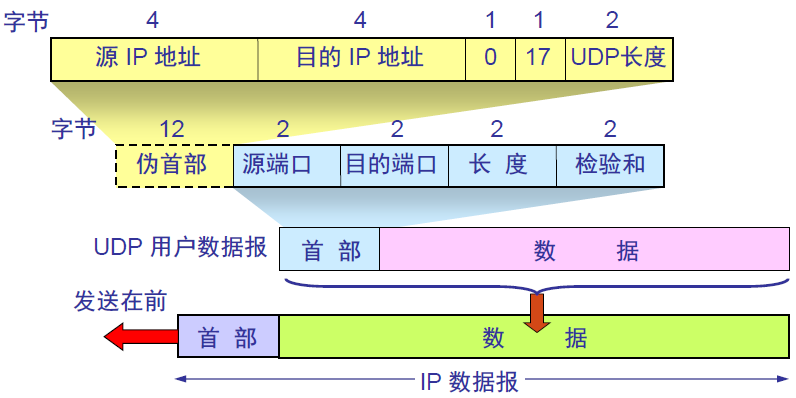 字节 4 4 1 1 2
源 IP 地址 目的 IP 地址 0 17 UDP长度
字节 12 2 2 2 2
伪首部 源端口 目的端口 长 度 检验和
UDP 用户数据报 首 部 数 据
发送在前
首 部 数 据
IP 数据报